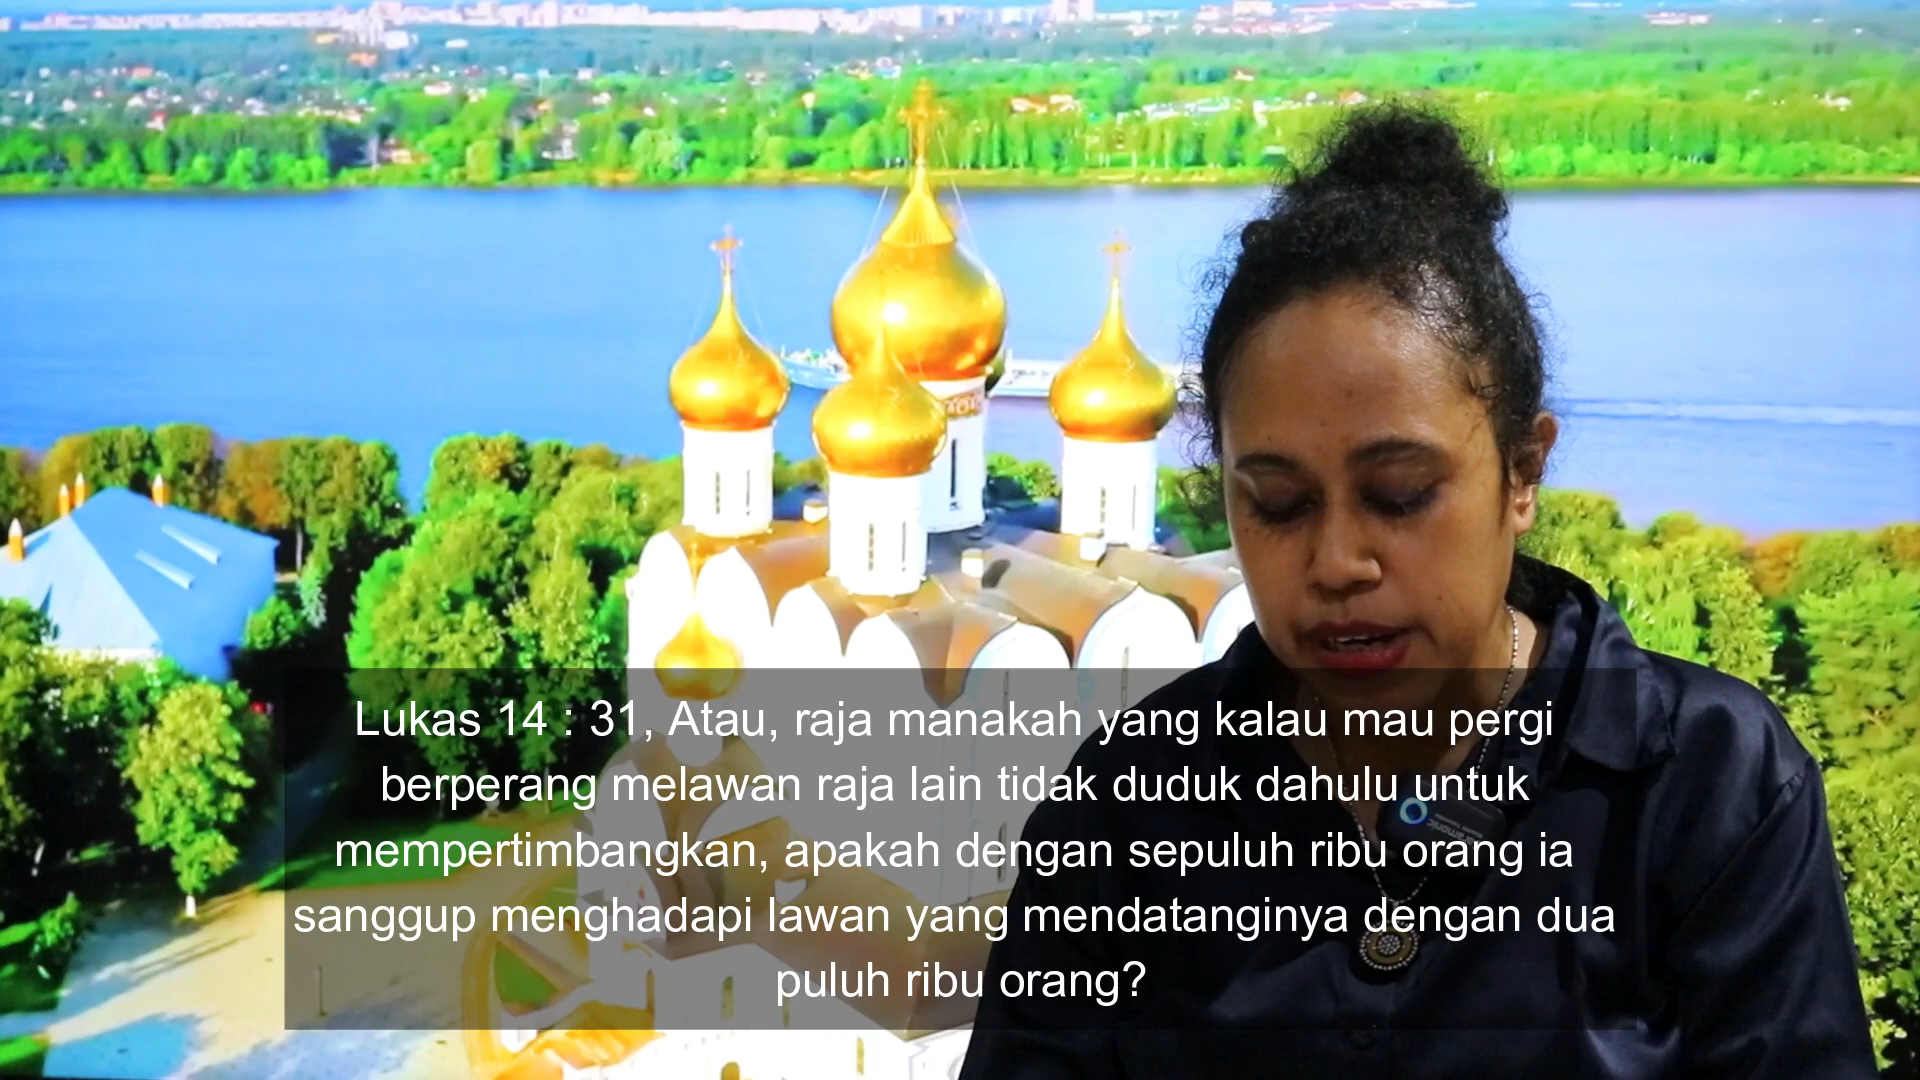 Lukas 14 : 31, Atau, raja manakah yang kalau mau pergi
berperang melawan raja lain tidak duduk dahulu untuk
mempertimbangkan, apakah dengan sepuluh ribu orang ia
sanggup menghadapi lawan yang mendatanginya dengan dua
puluh ribu orang?